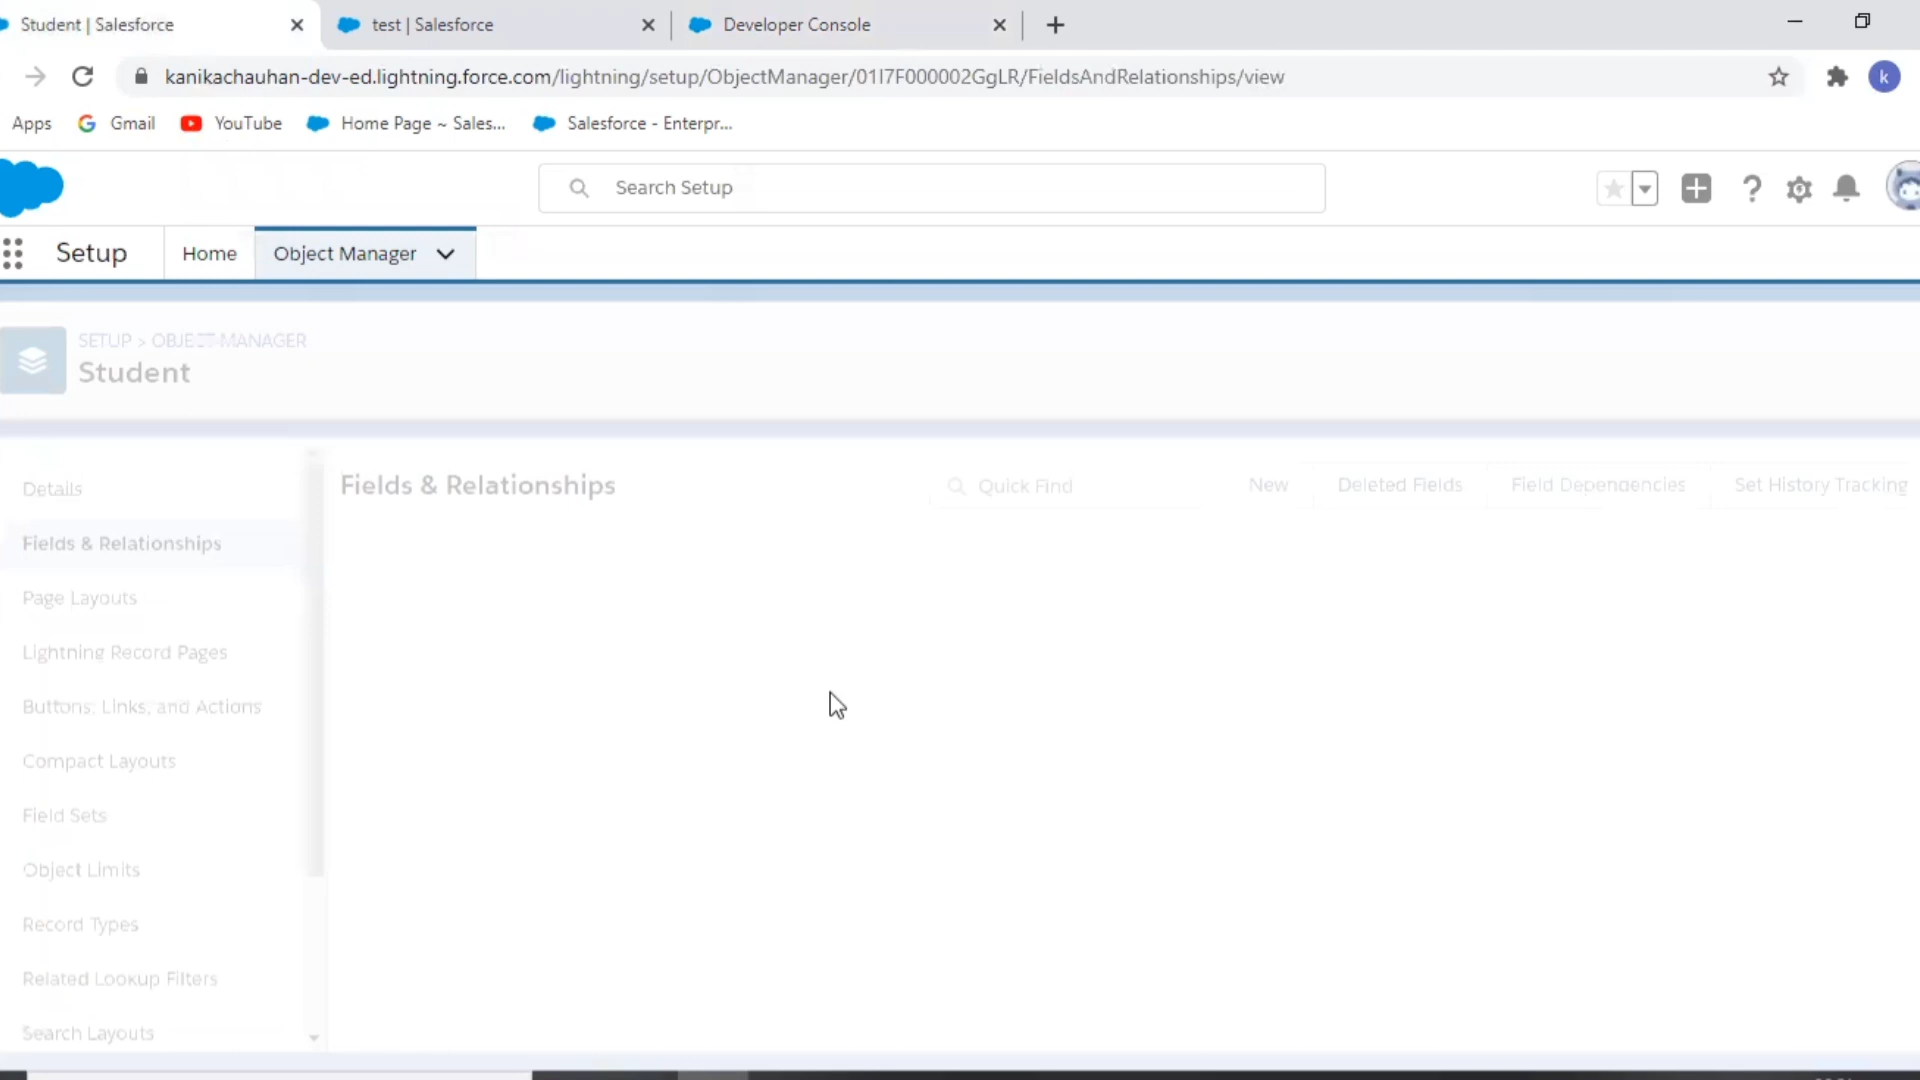 Student | Salesforce
test | Salesforce
Developer Console
kanikachauhan-dev-ed.lightning.force.com/lightning/setup/ObjectManager/01I7F000002GgLR/FieldsAndRelationships/view
k
Apps
Gmail
YouTube
Home Page ~ Sales...
Salesforce - Enterpr...
Search Setup
Setup
Home
Object Manager
SETUP > OBJECT MANAGER
Student
Details
Fields & Relationships
Page Layouts
Lightning Record Pages
Buttons, Links, and Actions
Compact Layouts
Field Sets
Object Limits
Record Types
Related Lookup Filters
Search Layouts
Fields & Relationships
Quick Find
New
Deleted Fields
Field Dependencies
Set History Tracking